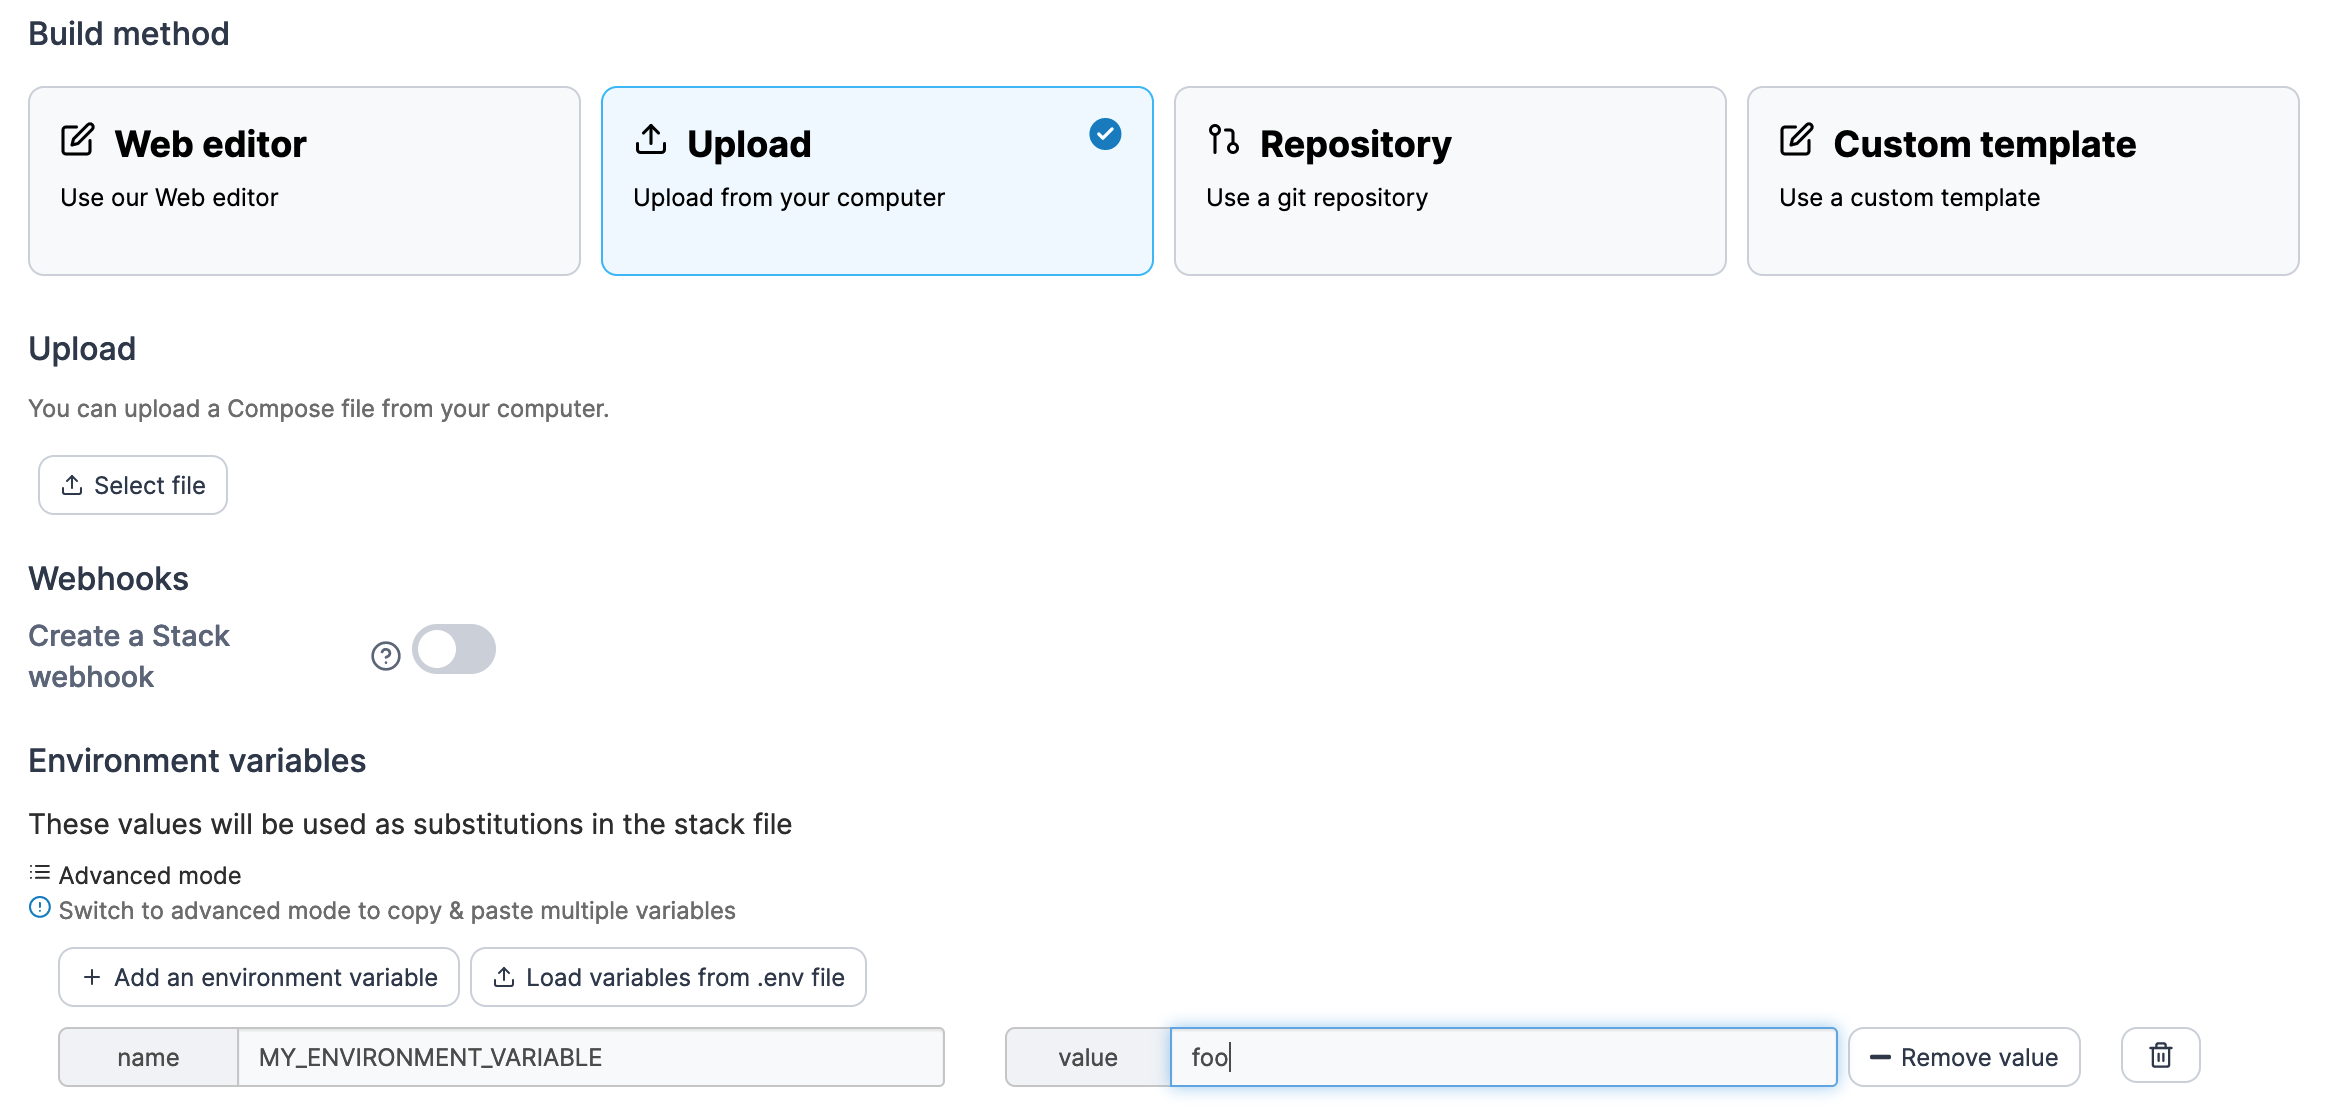 Build method
Web editor
Use our Web editor
Upload
Upload from your computer
Repository
Use a git repository
Custom template
Use a custom template
Upload
You can upload a Compose file from your computer.
Select file
Webhooks
Create a Stack
webhook
Environment variables
These values will be used as substitutions in the stack file
Advanced mode
Switch to advanced mode to copy & paste multiple variables
+ Add an environment variable
Load variables from .env file
name MY_ENVIRONMENT_VARIABLE value foo Remove value